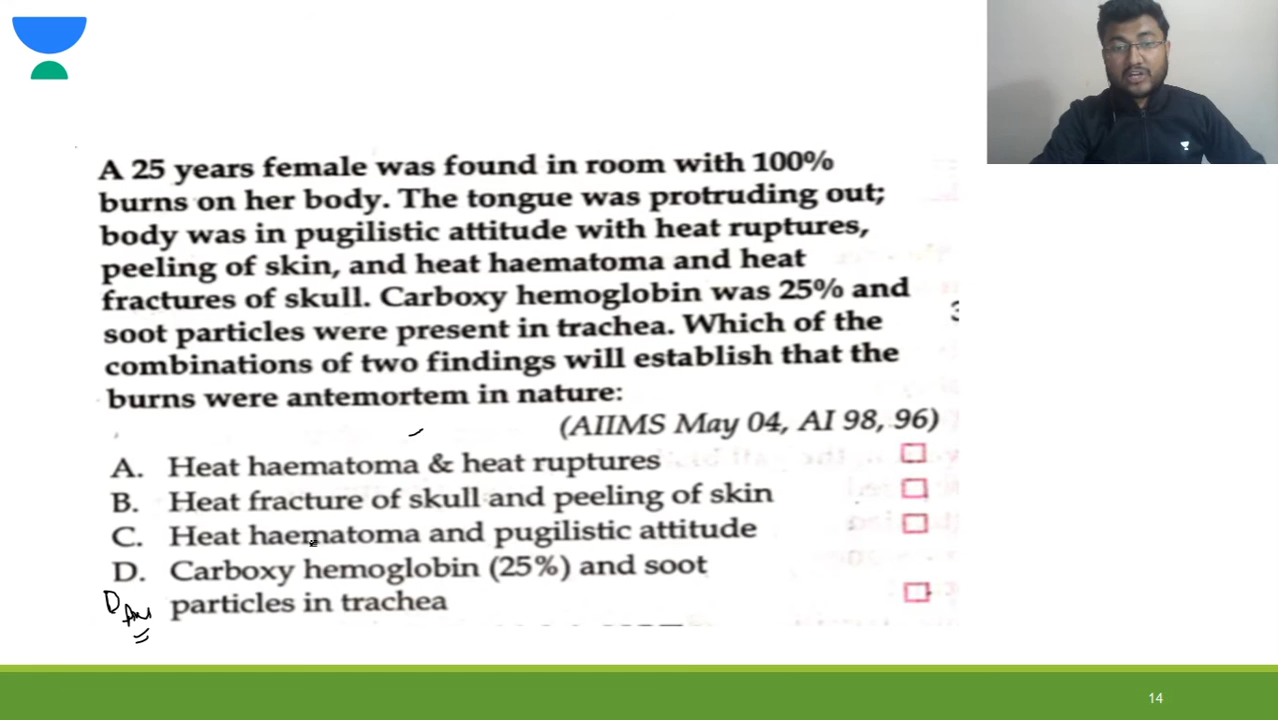 A 25 years female was found in room with 100%
burns on her body. The tongue was protruding out;
body was in pugilistic attitude with heat ruptures,
peeling of skin, and heat haematoma and heat
fractures of skull. Carboxy hemoglobin was 25% and
soot particles were present in trachea. Which of the
combinations of two findings will establish that the
burns were antemortem in nature:
(AIIMS May 04, AI 98, 96)
A. Heat haematoma & heat ruptures
B. Heat fracture of skull and peeling of skin
C. Heat haematoma and pugilistic attitude
D. Carboxy hemoglobin (25%) and soot
particles in trachea
D Ans
14